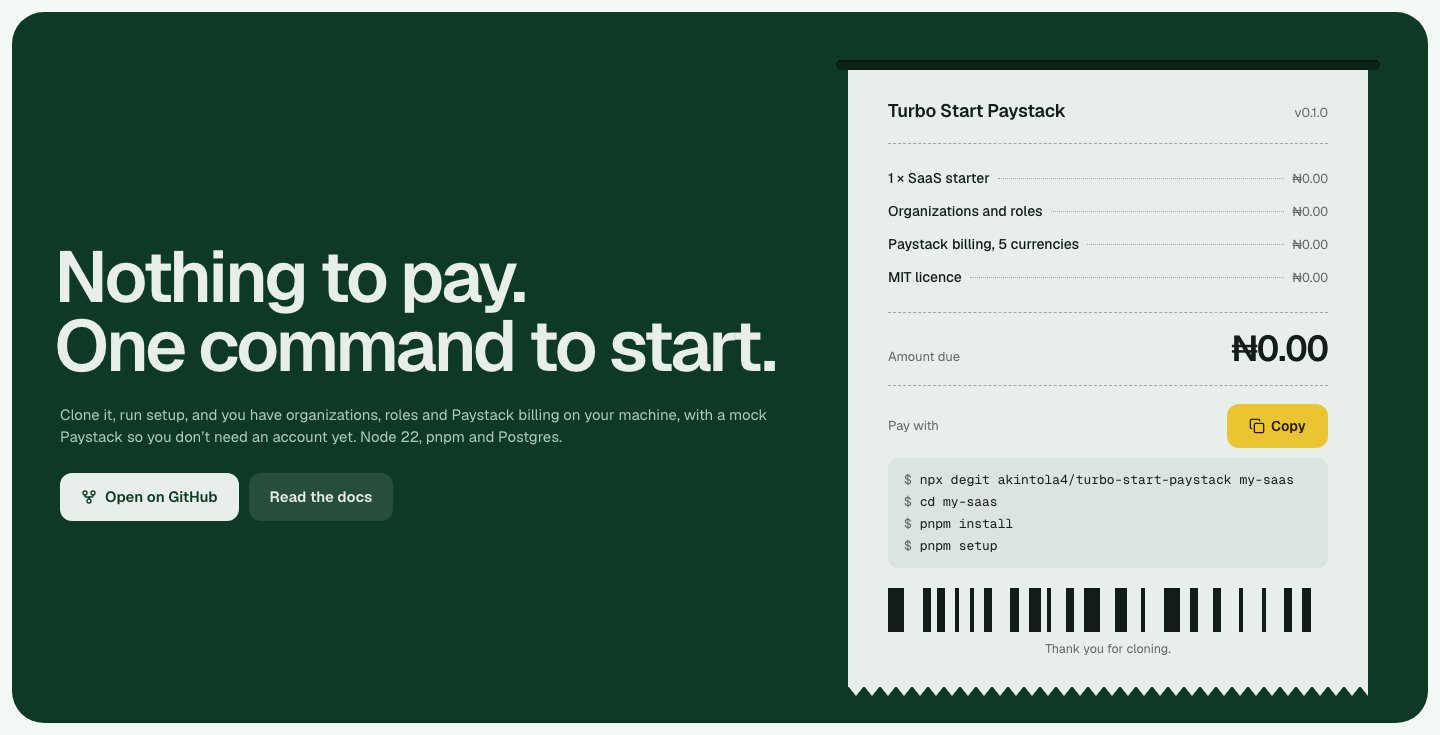 Nothing to pay.
One command to start.
Clone it, run setup, and you have organizations, roles and Paystack billing on your machine, with a mock
Paystack so you don’t need an account yet. Node 22, pnpm and Postgres.
Open on GitHub
Read the docs
Turbo Start Paystack v0.1.0
1 × SaaS starter ₦0.00
Organizations and roles ₦0.00
Paystack billing, 5 currencies ₦0.00
MIT licence ₦0.00
Amount due ₦0.00
Pay with
Copy
$ npx degit akintola4/turbo-start-paystack my-saas
$ cd my-saas
$ pnpm install
$ pnpm setup
Thank you for cloning.